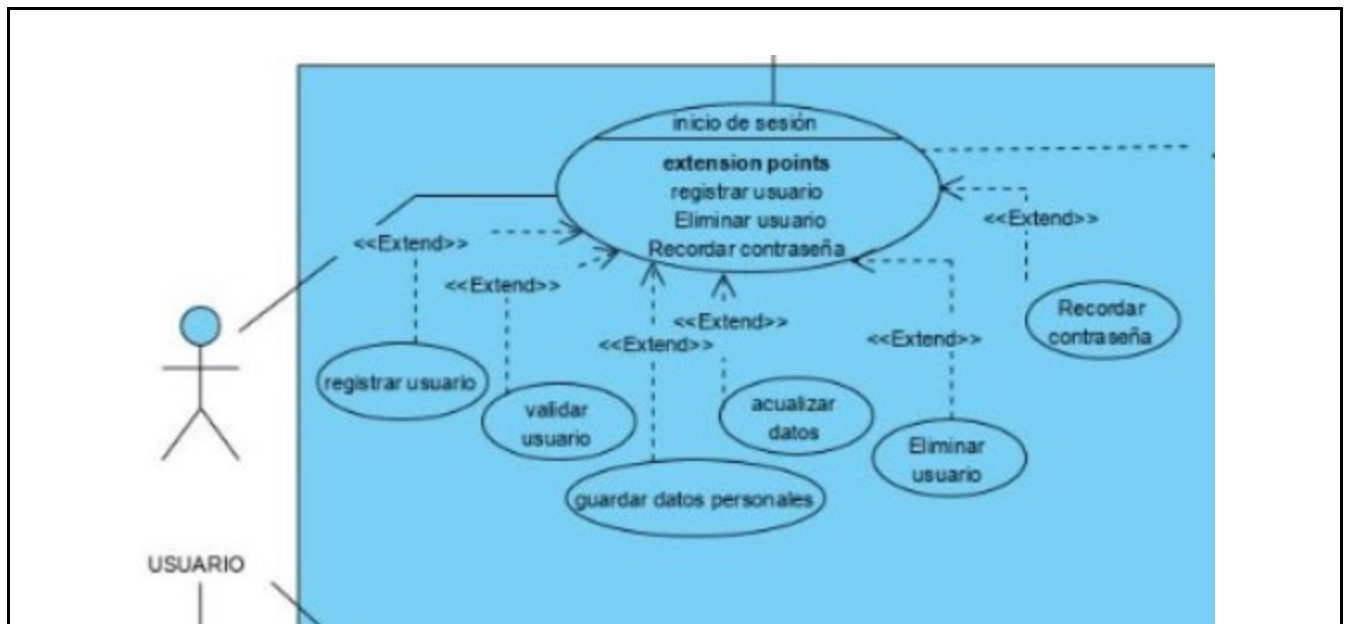 inicio de sesión
extension points
registrar usuario
Eliminar usuario
Recordar contraseña
<<Extend>>
<<Extend>>
<<Extend>>
<<Extend>>
<<Extend>>
<<Extend>>
Recordar
contraseña
registrar usuario
validar
usuario
acualizar
datos
Eliminar
usuario
guardar datos personales
USUARIO